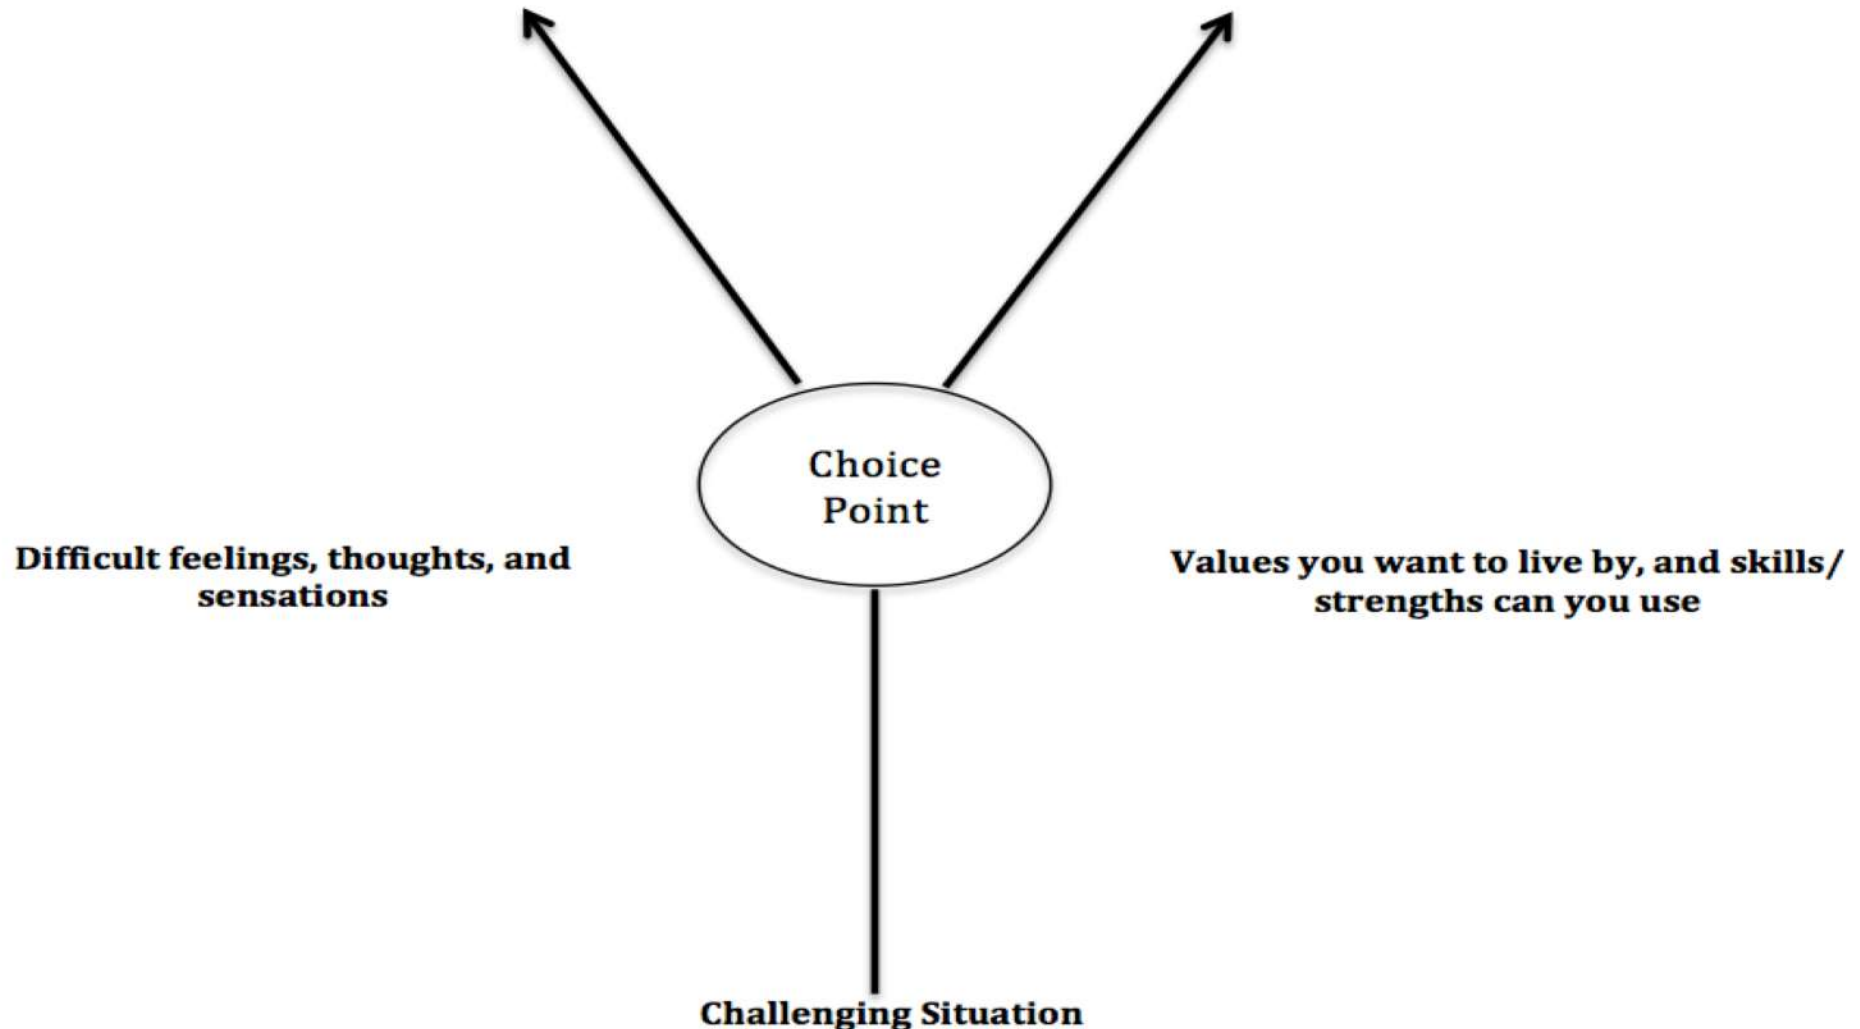 Choice
Point
Difficult feelings, thoughts, and
sensations
Values you want to live by, and skills/
strengths can you use
Challenging Situation